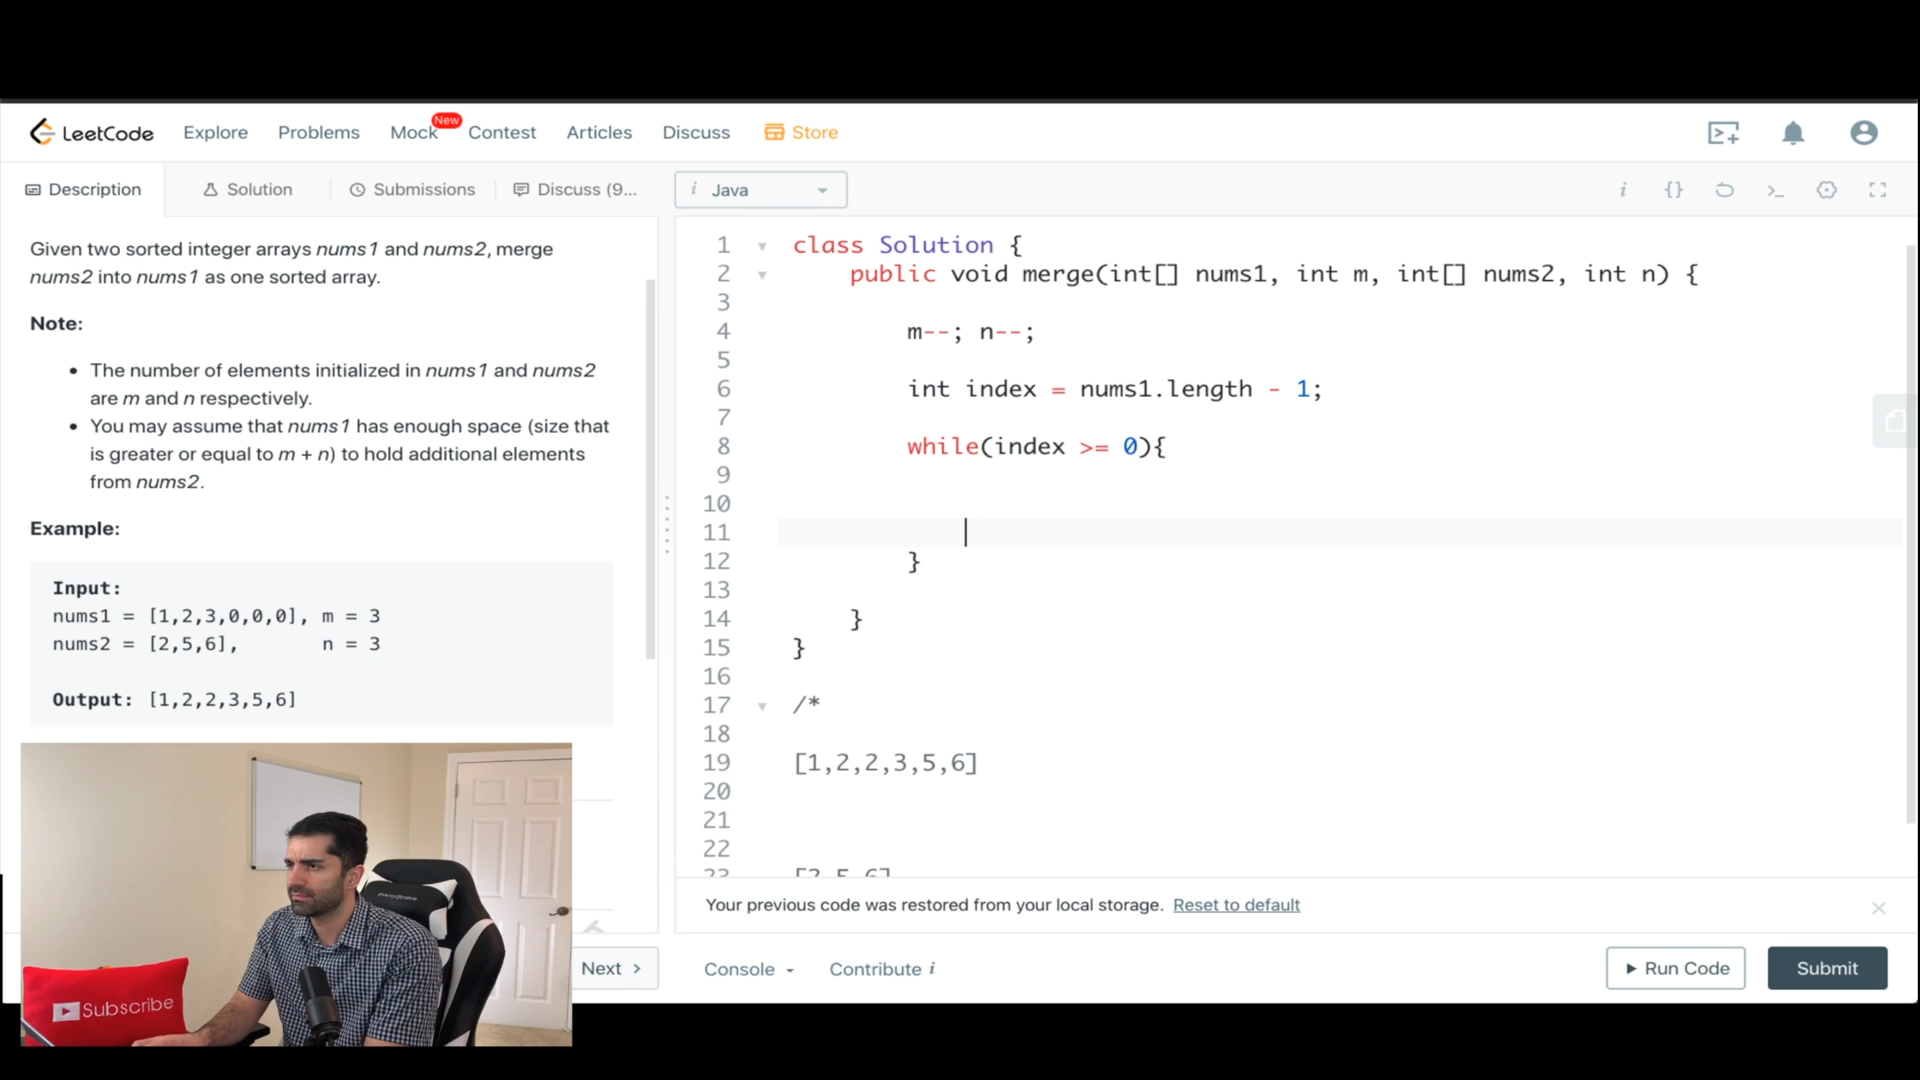 LeetCode Explore Problems Mock New Contest Articles Discuss Store
Description Solution Submissions Discuss (9...
Given two sorted integer arrays nums1 and nums2, merge
nums2 into nums1 as one sorted array.
Note:
The number of elements initialized in nums1 and nums2
are m and n respectively.
You may assume that nums1 has enough space (size that
is greater or equal to m + n) to hold additional elements
from nums2.
Example:
Input:
nums1 = [1,2,3,0,0,0], m = 3
nums2 = [2,5,6], n = 3
Output: [1,2,2,3,5,6]
Subscribe
Next >
i Java
i {}
1 class Solution {
2 public void merge(int[] nums1, int m, int[] nums2, int n) {
3
4 m--; n--;
5
6 int index = nums1.length - 1;
7
8 while(index >= 0){
9
10
11
12 }
13
14 }
15 }
16
17 /*
18
19 [1,2,2,3,5,6]
20
21
22
23 [2,5,6]
Your previous code was restored from your local storage. Reset to default
Console Contribute i Run Code Submit